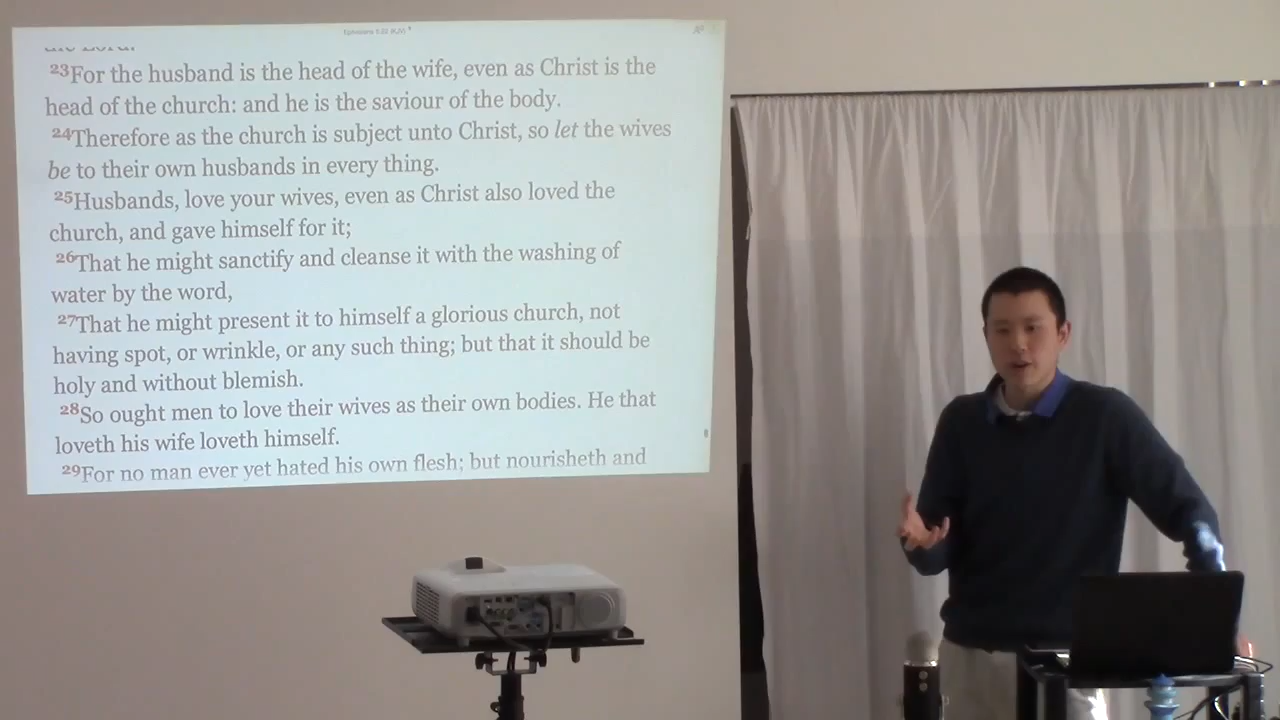 Ephesians 5:22 (KJV)
the Lord.
23For the husband is the head of the wife, even as Christ is the
head of the church: and he is the saviour of the body.
24Therefore as the church is subject unto Christ, so let the wives
be to their own husbands in every thing.
25Husbands, love your wives, even as Christ also loved the
church, and gave himself for it;
26That he might sanctify and cleanse it with the washing of
water by the word,
27That he might present it to himself a glorious church, not
having spot, or wrinkle, or any such thing; but that it should be
holy and without blemish.
28So ought men to love their wives as their own bodies. He that
loveth his wife loveth himself.
29For no man ever yet hated his own flesh; but nourisheth and